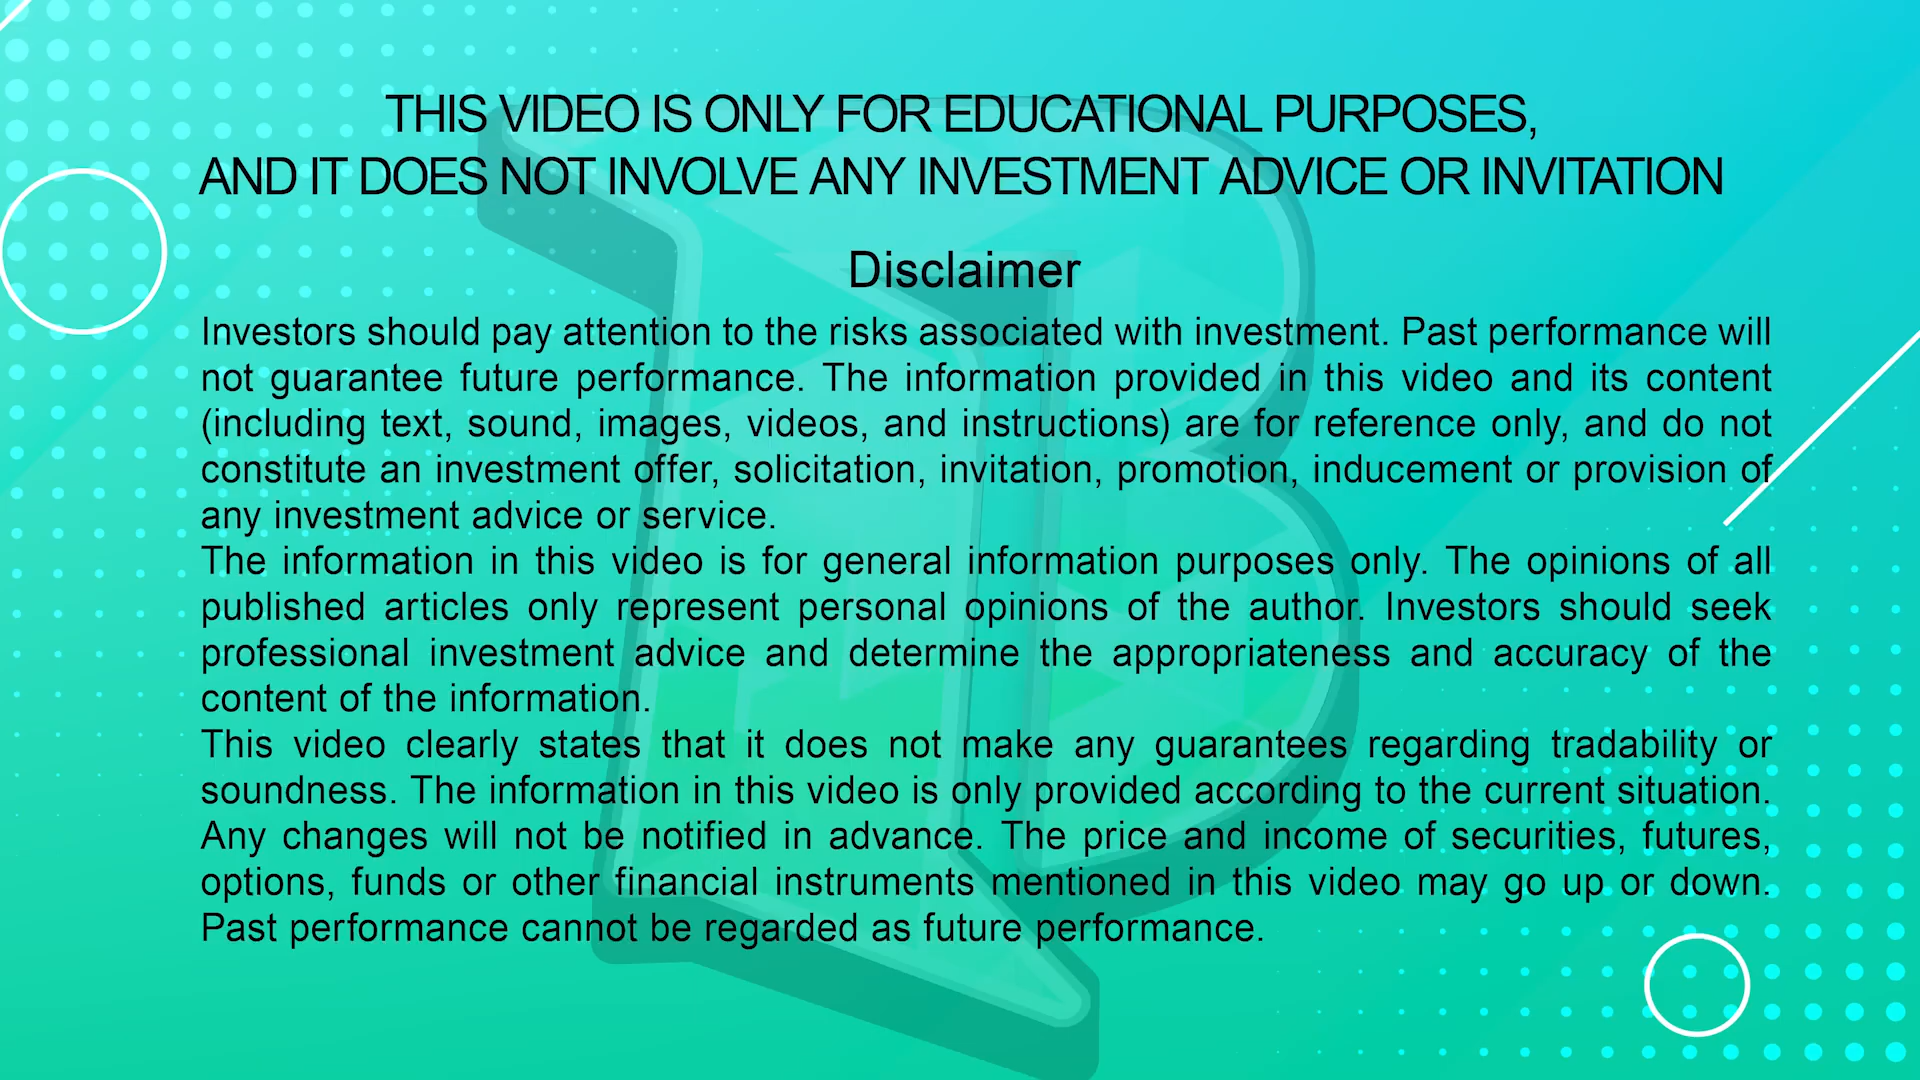 THIS VIDEO IS ONLY FOR EDUCATIONAL PURPOSES,
AND IT DOES NOT INVOLVE ANY INVESTMENT ADVICE OR INVITATION
Disclaimer
Investors should pay attention to the risks associated with investment. Past performance will
not guarantee future performance. The information provided in this video and its content
(including text, sound, images, videos, and instructions) are for reference only, and do not
constitute an investment offer, solicitation, invitation, promotion, inducement or provision of
any investment advice or service.
The information in this video is for general information purposes only. The opinions of all
published articles only represent personal opinions of the author. Investors should seek
professional investment advice and determine the appropriateness and accuracy of the
content of the information.
This video clearly states that it does not make any guarantees regarding tradability or
soundness. The information in this video is only provided according to the current situation.
Any changes will not be notified in advance. The price and income of securities, futures,
options, funds or other financial instruments mentioned in this video may go up or down.
Past performance cannot be regarded as future performance.